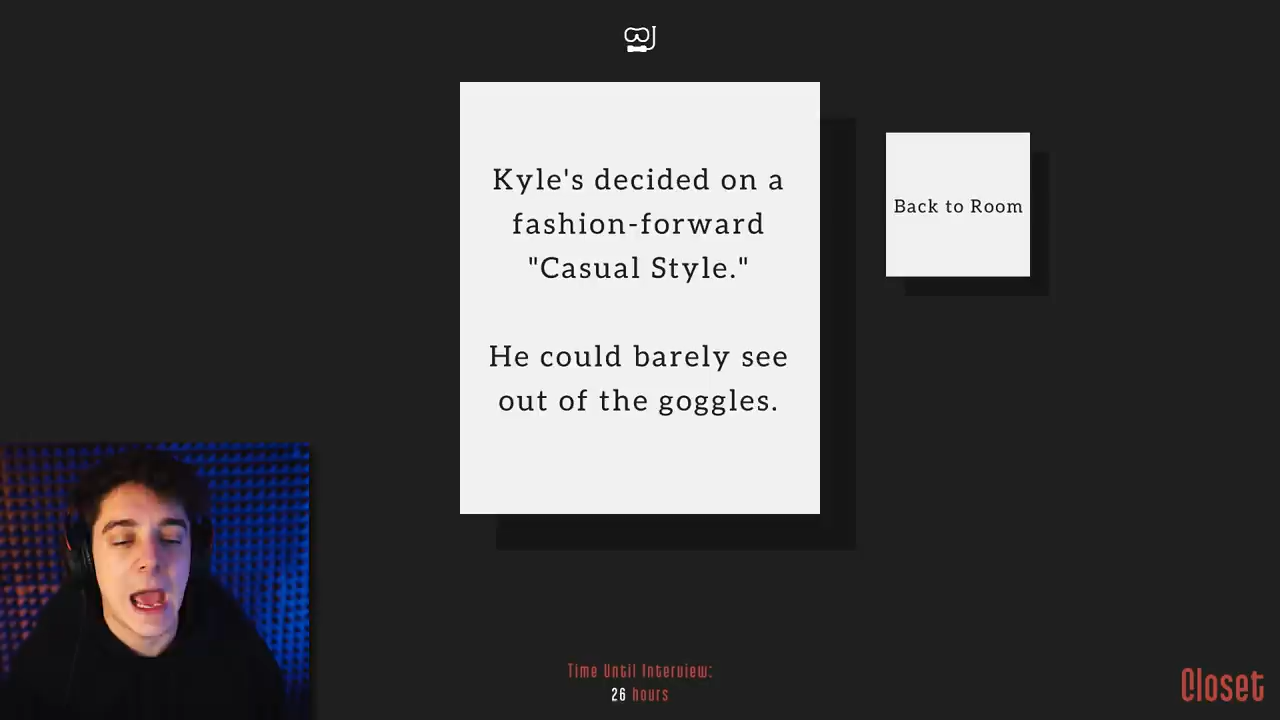 Kyle's decided on a
fashion-forward
"Casual Style."
He could barely see
out of the goggles.
Back to Room
Time Until Interview:
26 hours
Closet